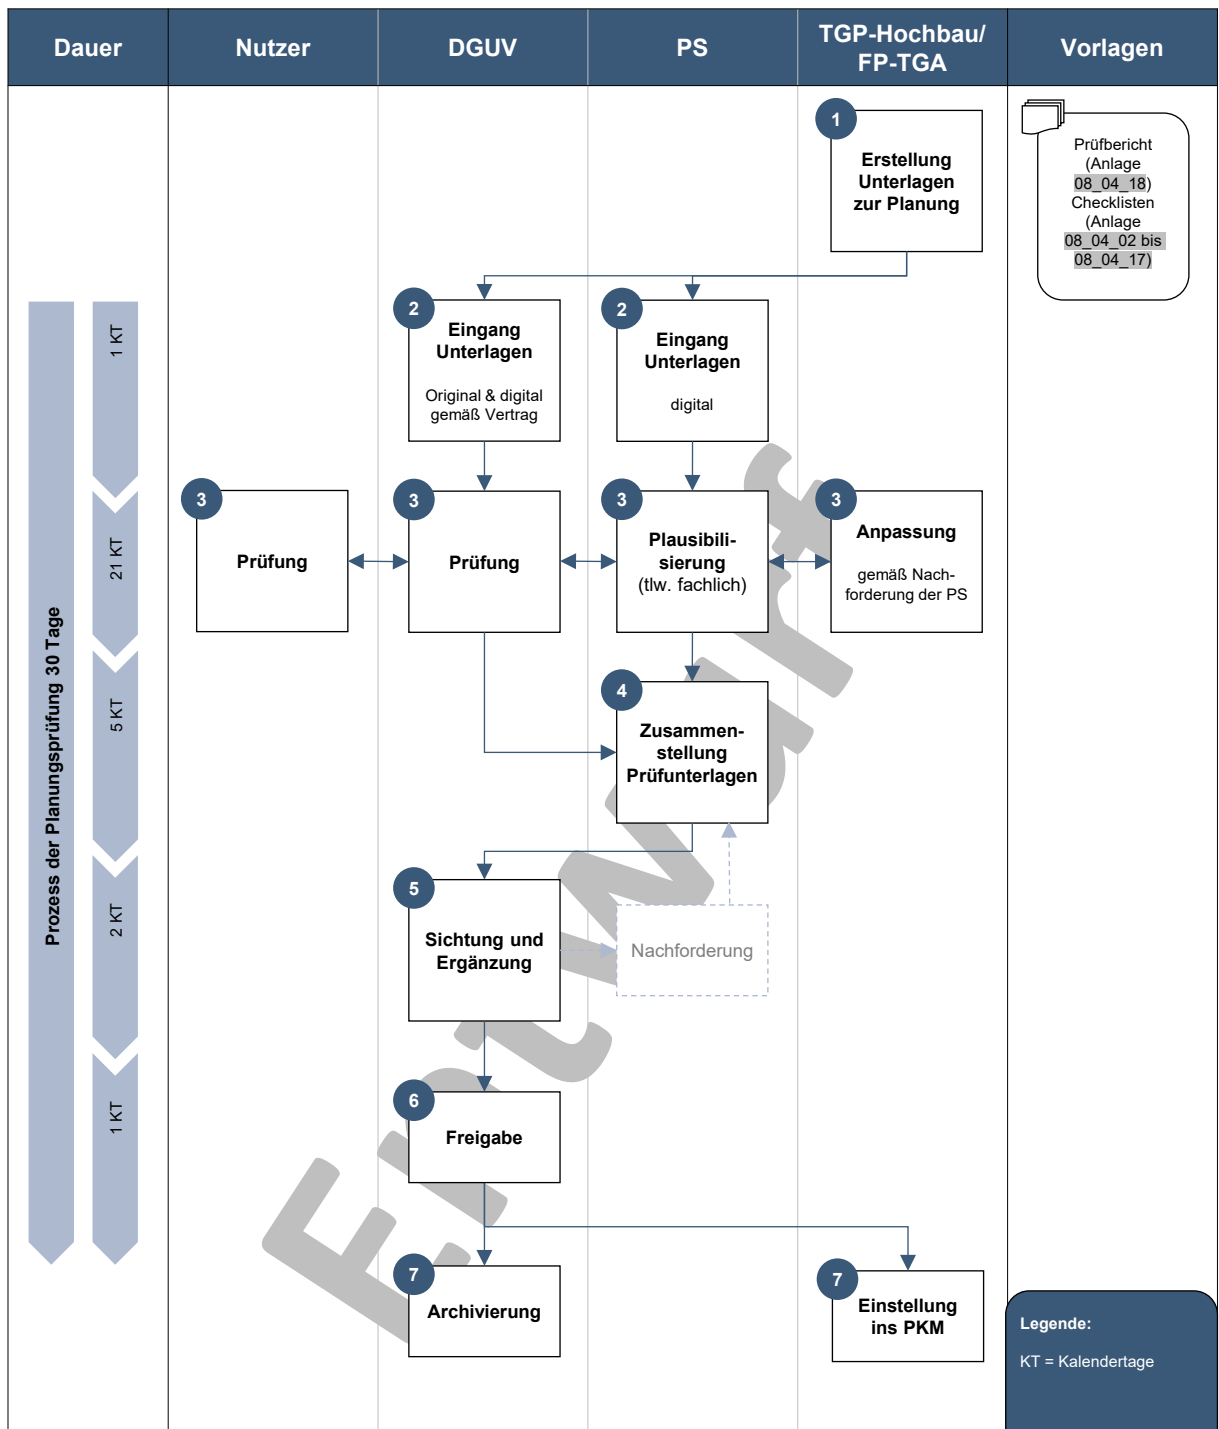 Dauer
Nutzer
DGUV
PS
TGP-Hochbau/
FP-TGA
Vorlagen
1
Erstellung
Unterlagen
zur Planung
Prüfbericht
(Anlage
08_04_18)
Checklisten
(Anlage
08_04_02 bis
08_04_17)
Prozess der Planungsprüfung 30 Tage
1 KT
2
Eingang
Unterlagen
Original & digital
gemäß Vertrag
2
Eingang
Unterlagen
digital
21 KT
3
Prüfung
3
Prüfung
3
Plausibili-
sierung
(tlw. fachlich)
3
Anpassung
gemäß Nach-
forderung der PS
5 KT
4
Zusammen-
stellung
Prüfunterlagen
2 KT
5
Sichtung und
Ergänzung
Nachforderung
1 KT
6
Freigabe
7
Archivierung
7
Einstellung
ins PKM
Legende:
KT = Kalendertage
Entwurf